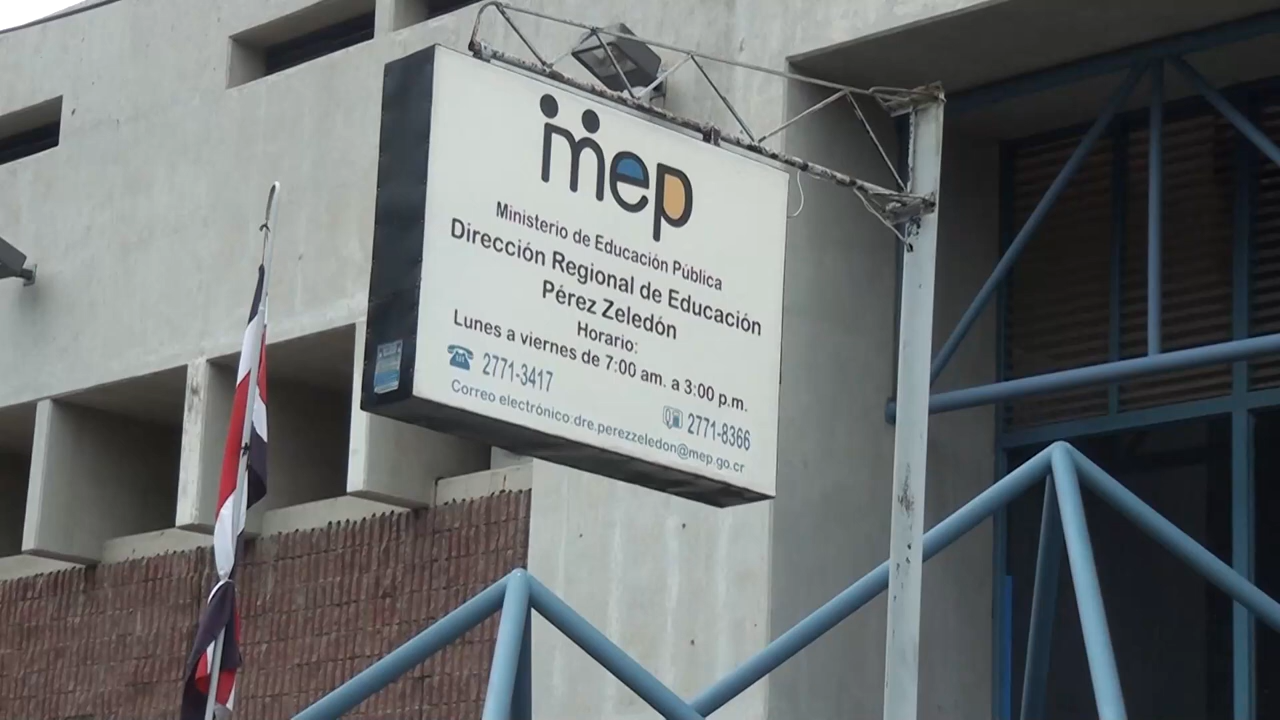 mep
Ministerio de Educación Pública
Dirección Regional de Educación
Pérez Zeledón
Horario:
Lunes a viernes de 7:00 am. a 3:00 p.m.
2771-3417
2771-8366
Correo electrónico:dre.perezzeledon@mep.go.cr